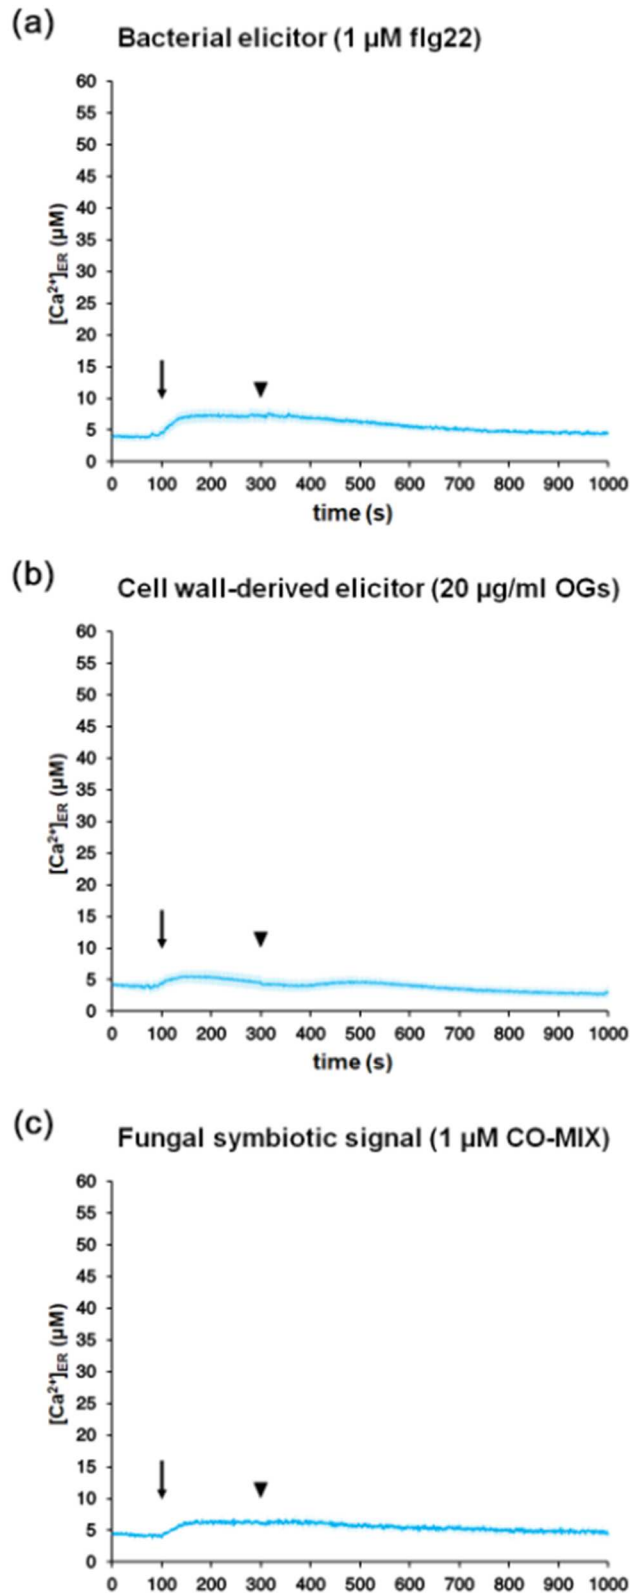 (a)
Bacterial elicitor (1 µM flg22)
60
55
50
45
40
35
30
25
20
15
10
5
0
[Ca²⁺]ER (µM)
0 100 200 300 400 500 600 700 800 900 1000
time (s)
(b)
Cell wall-derived elicitor (20 µg/ml OGs)
60
55
50
45
40
35
30
25
20
15
10
5
0
[Ca²⁺]ER (µM)
0 100 200 300 400 500 600 700 800 900 1000
time (s)
(c)
Fungal symbiotic signal (1 µM CO-MIX)
60
55
50
45
40
35
30
25
20
15
10
5
0
[Ca²⁺]ER (µM)
0 100 200 300 400 500 600 700 800 900 1000